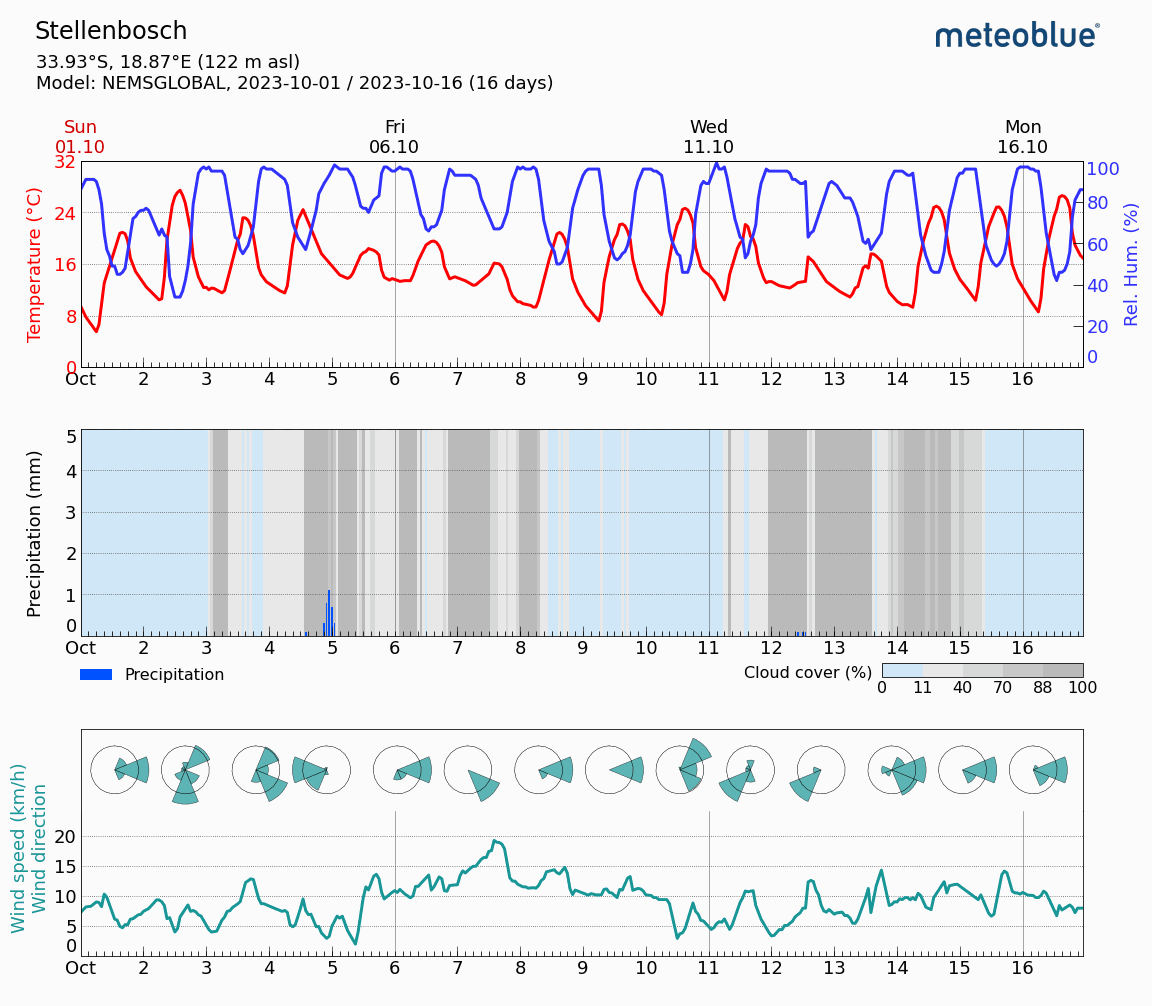 Stellenbosch
meteoblue®
33.93°S, 18.87°E (122 m asl)
Model: NEMSGLOBAL, 2023-10-01 / 2023-10-16 (16 days)
Sun Fri Wed Mon
01.10 06.10 11.10 16.10
Temperature (°C)
32
24
16
8
0
Rel. Hum. (%)
100
80
60
40
20
0
Oct 2 3 4 5 6 7 8 9 10 11 12 13 14 15 16
Precipitation (mm)
5
4
3
2
1
0
Oct 2 3 4 5 6 7 8 9 10 11 12 13 14 15 16
Precipitation
Cloud cover (%)
0 11 40 70 88 100
Wind speed (km/h)
Wind direction
20
15
10
5
0
Oct 2 3 4 5 6 7 8 9 10 11 12 13 14 15 16